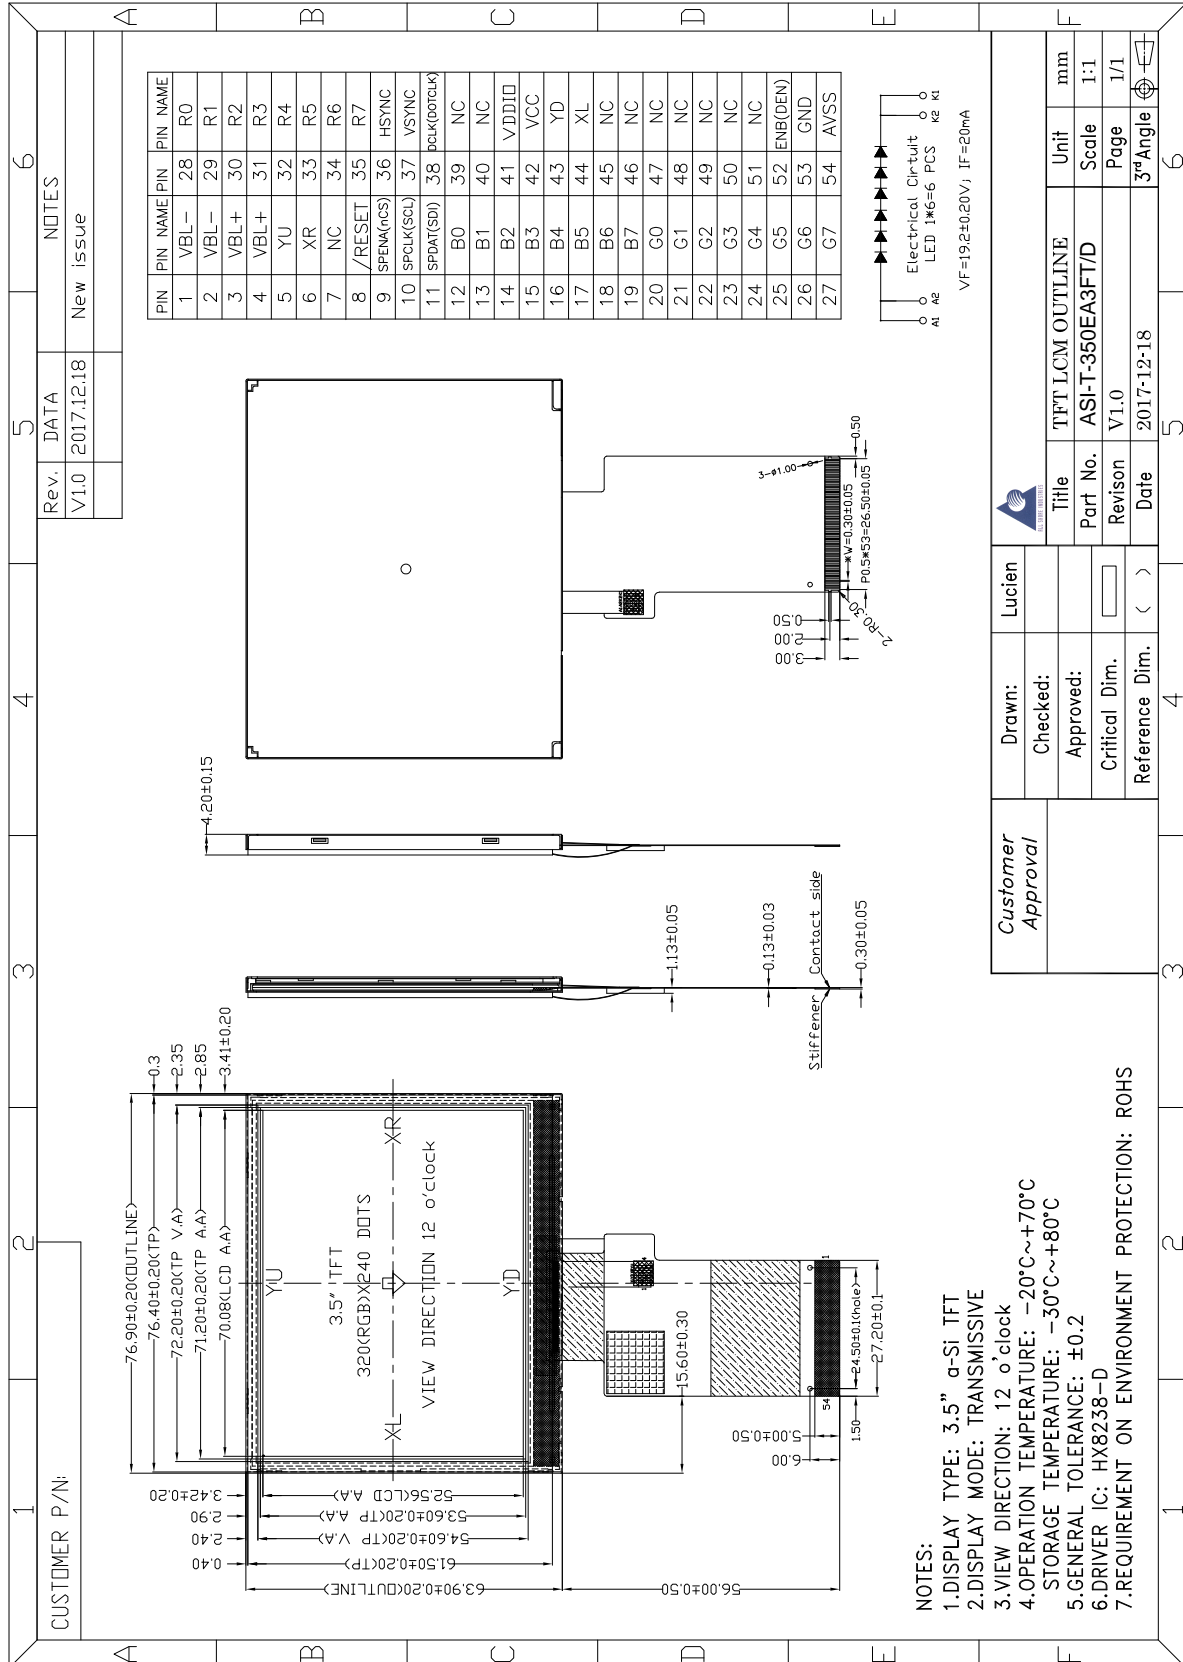 1 2 3 4 5 6
A
B
C
D
E
F
CUSTOMER P/N:
Rev. DATA NOTES
V1.0 2017.12.18 New issue
76.90±0.20(OUTLINE)
76.40±0.20(TP) 0.3
72.20±0.20(TP V.A) 2.35
71.20±0.20(TP A.A) 2.85
70.08(LCD A.A) 3.41±0.20
63.90±0.20(OUTLINE)
61.50±0.20(TP)
54.60±0.20(TP V.A)
53.60±0.20(TP A.A)
52.56(LCD A.A)
0.40
2.40
2.90
3.42±0.20
56.00±0.50
YU
3.5" TFT
320(RGB)X240 DOTS
XL XR
VIEW DIRECTION 12 o'clock
YD
15.60±0.30
5.00±0.50
6.00
54 1
1.50
24.50±0.1(hole)
27.20±0.1
1.13±0.05
0.13±0.03
Stiffener Contact side
0.30±0.05
4.20±0.15
3-ø1.00
0.50
2.00
3.00
2-R0.30
*W=0.30±0.05
P0.5*53=26.50±0.05
0.50
PIN PIN NAME PIN PIN NAME
1 VBL- 28 R0
2 VBL- 29 R1
3 VBL+ 30 R2
4 VBL+ 31 R3
5 YU 32 R4
6 XR 33 R5
7 NC 34 R6
8 /RESET 35 R7
9 SPENA(nCS) 36 HSYNC
10 SPCLK(SCL) 37 VSYNC
11 SPDAT(SDI) 38 DCLK(DOTCLK)
12 B0 39 NC
13 B1 40 NC
14 B2 41 VDDIO
15 B3 42 VCC
16 B4 43 YD
17 B5 44 XL
18 B6 45 NC
19 B7 46 NC
20 G0 47 NC
21 G1 48 NC
22 G2 49 NC
23 G3 50 NC
24 G4 51 NC
25 G5 52 ENB(DEN)
26 G6 53 GND
27 G7 54 AVSS
A1 A2 K2 K1
Electrical Cirtuit
LED 1*6=6 PCS
VF=19.2±0.20V; IF=20mA
NOTES:
1.DISPLAY TYPE: 3.5" a-Si TFT
2.DISPLAY MODE: TRANSMISSIVE
3.VIEW DIRECTION: 12 o'clock
4.OPERATION TEMPERATURE: -20°C~+70°C
STORAGE TEMPERATURE: -30°C~+80°C
5.GENERAL TOLERANCE: ±0.2
6.DRIVER IC: HX8238-D
7.REQUIREMENT ON ENVIRONMENT PROTECTION: ROHS
Customer
Approval
Drawn: Lucien
Checked:
Approved:
Critical Dim.
Reference Dim. ( )
ALL SHORE INDUSTRIES
Title TFT LCM OUTLINE Unit mm
Part No. ASI-T-350EA3FT/D Scale 1:1
Revison V1.0 Page 1/1
Date 2017-12-18 3rd Angle
A
B
C
D
E
F
1 2 3 4 5 6